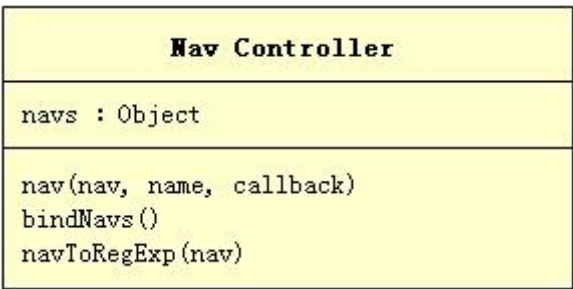 Nav Controller
navs : Object
nav(nav, name, callback)
bindNavs()
navToRegExp(nav)